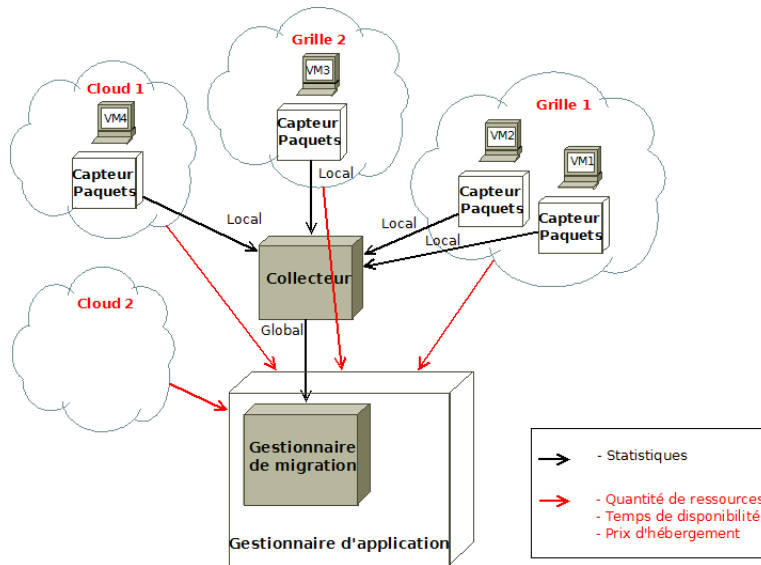 Grille 2
VM3
Capteur
Paquets
Cloud 1
VM4
Capteur
Paquets
Grille 1
VM2
VM1
Capteur
Paquets
Capteur
Paquets
Local
Local
Local
Local
Collecteur
Cloud 2
Global
Gestionnaire
de migration
Gestionnaire d'application
- Statistiques
- Quantité de ressources
- Temps de disponibilité
- Prix d'hébergement